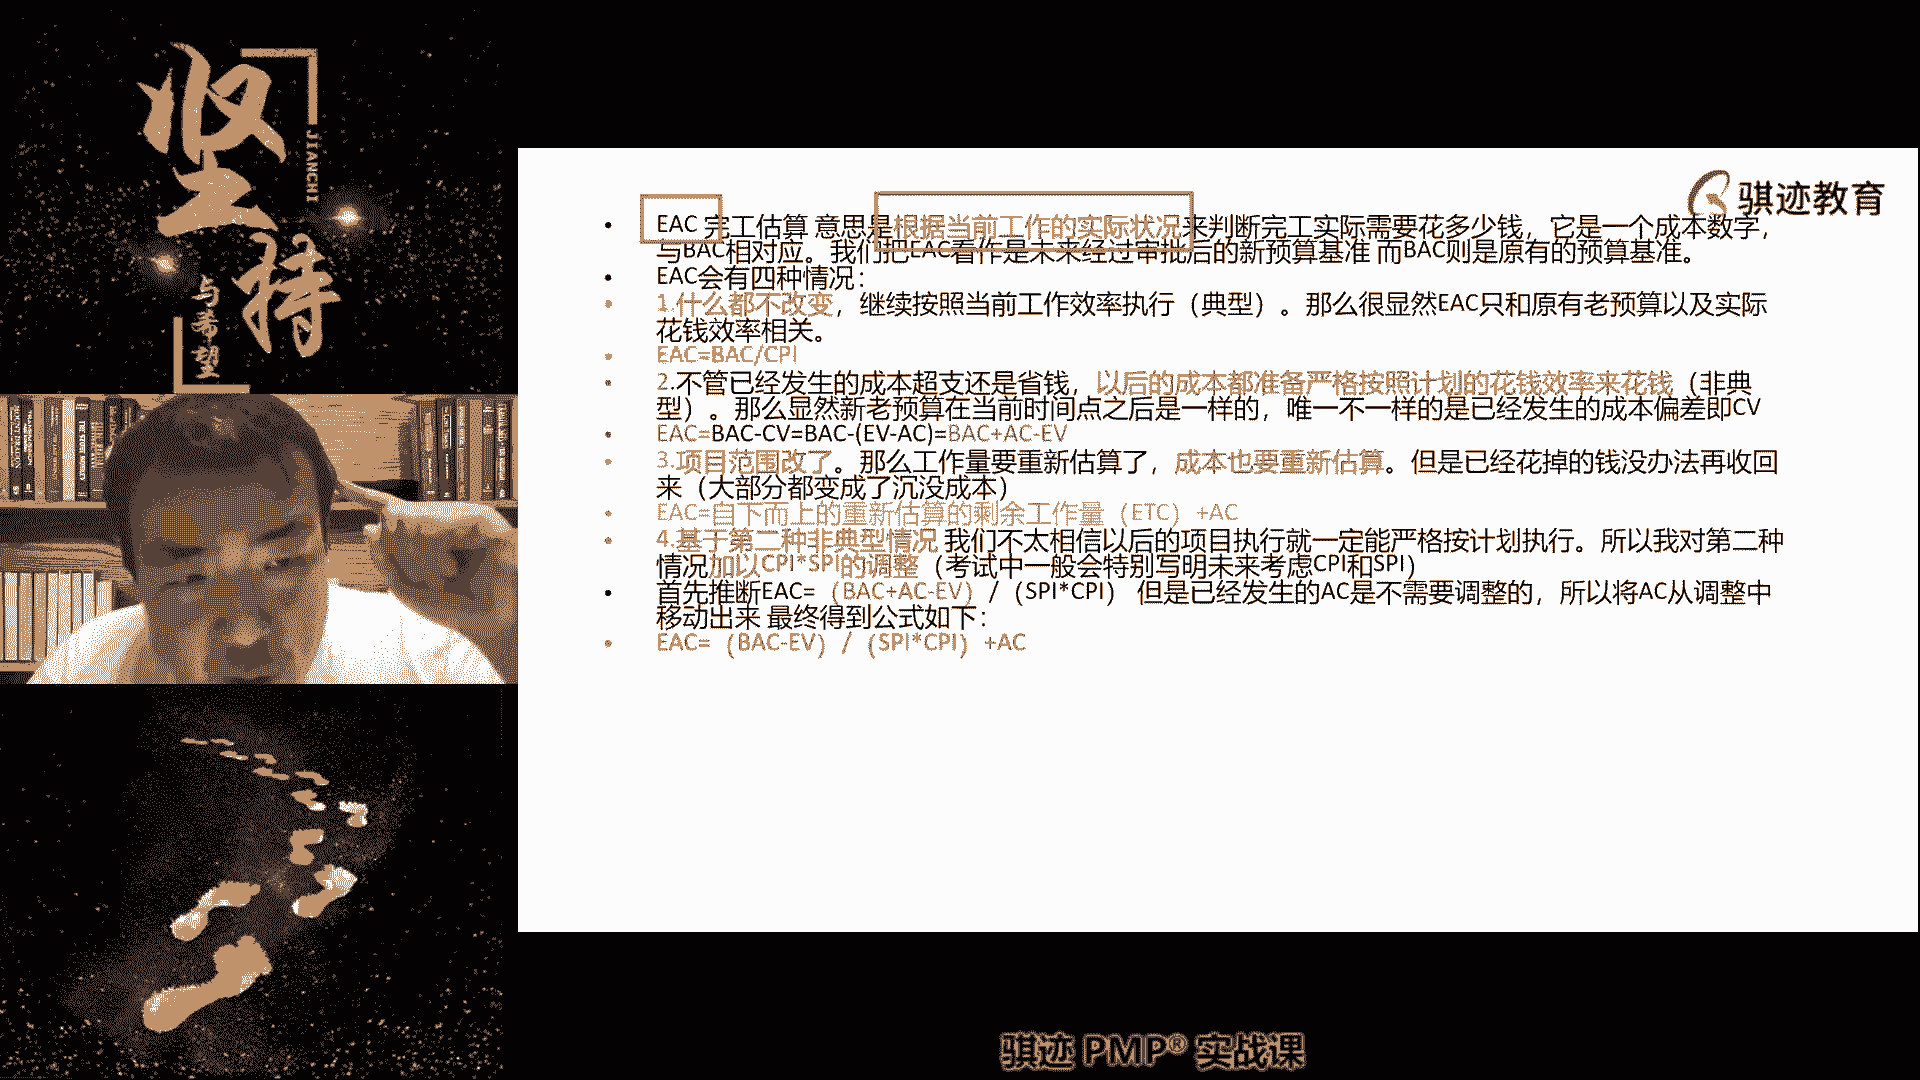 坚持
JIANCHI
与希望
骐迹教育
• EAC 完工估算 意思是根据当前工作的实际状况来判断完工实际需要花多少钱，它是一个成本数字，
与BAC相对应。我们把EAC看作是未来经过审批后的新预算基准 而BAC则是原有的预算基准。
• EAC会有四种情况：
• 1.什么都不改变，继续按照当前工作效率执行（典型）。那么很显然EAC只和原有老预算以及实际
花钱效率相关。
• EAC=BAC/CPI
• 2.不管已经发生的成本超支还是省钱，以后的成本都准备严格按照计划的花钱效率来花钱（非典
型）。那么显然新老预算在当前时间点之后是一样的，唯一不一样的是已经发生的成本偏差即CV
• EAC=BAC-CV=BAC-(EV-AC)=BAC+AC-EV
• 3.项目范围改了。那么工作量要重新估算了，成本也要重新估算。但是已经花掉的钱没办法再收回
来（大部分都变成了沉没成本）
• EAC=自下而上的重新估算的剩余工作量（ETC）+AC
• 4.基于第二种非典型情况 我们不太相信以后的项目执行就一定能严格按计划执行。所以我对第二种
情况加以CPI*SPI的调整（考试中一般会特别写明未来考虑CPI和SPI）
• 首先推断EAC=（BAC+AC-EV）/（SPI*CPI） 但是已经发生的AC是不需要调整的，所以将AC从调整中
移动出来 最终得到公式如下：
• EAC=（BAC-EV）/（SPI*CPI）+AC
骐迹 PMP® 实战课